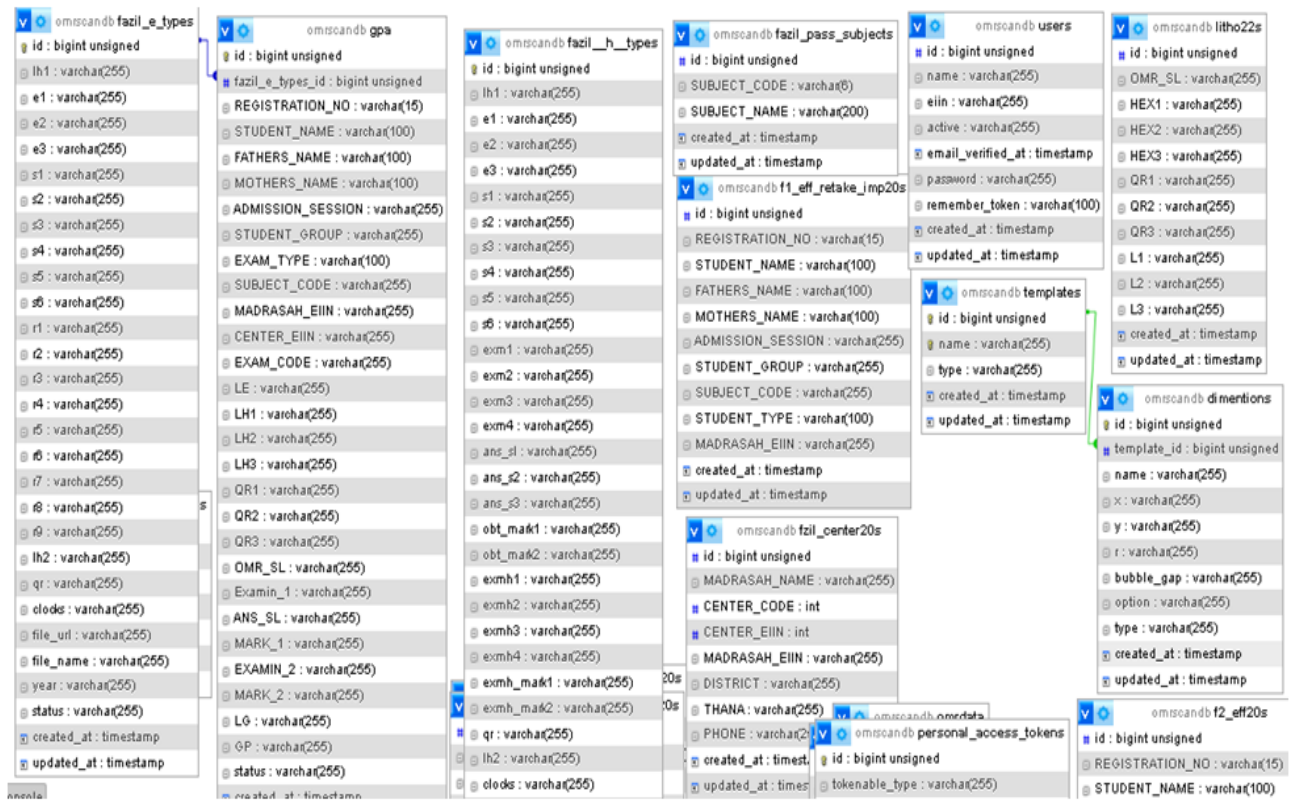 omrscandb fazil_e_types
id : bigint unsigned
lh1 : varchar(255)
e1 : varchar(255)
e2 : varchar(255)
e3 : varchar(255)
s1 : varchar(255)
s2 : varchar(255)
s3 : varchar(255)
s4 : varchar(255)
s5 : varchar(255)
s6 : varchar(255)
r1 : varchar(255)
r2 : varchar(255)
r3 : varchar(255)
r4 : varchar(255)
r5 : varchar(255)
r6 : varchar(255)
r7 : varchar(255)
r8 : varchar(255)
r9 : varchar(255)
lh2 : varchar(255)
qr : varchar(255)
clocks : varchar(255)
file_url : varchar(255)
file_name : varchar(255)
year : varchar(255)
status : varchar(255)
created_at : timestamp
updated_at : timestamp
onsole
s
omrscandb gpa
id : bigint unsigned
fazil_e_types_id : bigint unsigned
REGISTRATION_NO : varchar(15)
STUDENT_NAME : varchar(100)
FATHERS_NAME : varchar(100)
MOTHERS_NAME : varchar(100)
ADMISSION_SESSION : varchar(255)
STUDENT_GROUP : varchar(255)
EXAM_TYPE : varchar(100)
SUBJECT_CODE : varchar(255)
MADRASAH_EIIN : varchar(255)
CENTER_EIIN : varchar(255)
EXAM_CODE : varchar(255)
LE : varchar(255)
LH1 : varchar(255)
LH2 : varchar(255)
LH3 : varchar(255)
QR1 : varchar(255)
QR2 : varchar(255)
QR3 : varchar(255)
OMR_SL : varchar(255)
Examin_1 : varchar(255)
ANS_SL : varchar(255)
MARK_1 : varchar(255)
EXAMIN_2 : varchar(255)
MARK_2 : varchar(255)
LG : varchar(255)
GP : varchar(255)
status : varchar(255)
created_at : timestamp
omrscandb fazil__h_types
id : bigint unsigned
lh1 : varchar(255)
e1 : varchar(255)
e2 : varchar(255)
e3 : varchar(255)
s1 : varchar(255)
s2 : varchar(255)
s3 : varchar(255)
s4 : varchar(255)
s5 : varchar(255)
s6 : varchar(255)
exm1 : varchar(255)
exm2 : varchar(255)
exm3 : varchar(255)
exm4 : varchar(255)
ans_sl : varchar(255)
ans_s2 : varchar(255)
ans_s3 : varchar(255)
obt_mark1 : varchar(255)
obt_mark2 : varchar(255)
exmh1 : varchar(255)
exmh2 : varchar(255)
exmh3 : varchar(255)
exmh4 : varchar(255)
exmh_mark1 : varchar(255)
exmh_mark2 : varchar(255)
qr : varchar(255)
lh2 : varchar(255)
clocks : varchar(255)
20s
20s
omrscandb fazil_pass_subjects
id : bigint unsigned
SUBJECT_CODE : varchar(6)
SUBJECT_NAME : varchar(200)
created_at : timestamp
updated_at : timestamp
omrscandb f1_eff_retake_imp20s
id : bigint unsigned
REGISTRATION_NO : varchar(15)
STUDENT_NAME : varchar(100)
FATHERS_NAME : varchar(100)
MOTHERS_NAME : varchar(100)
ADMISSION_SESSION : varchar(255)
STUDENT_GROUP : varchar(255)
SUBJECT_CODE : varchar(255)
STUDENT_TYPE : varchar(100)
MADRASAH_EIIN : varchar(255)
created_at : timestamp
updated_at : timestamp
omrscandb fzil_center20s
id : bigint unsigned
MADRASAH_NAME : varchar(255)
CENTER_CODE : int
CENTER_EIIN : int
MADRASAH_EIIN : varchar(255)
DISTRICT : varchar(255)
THANA : varchar(255)
PHONE : varchar(2
created_at : timest
updated_at : times
omrscandb users
id : bigint unsigned
name : varchar(255)
eiin : varchar(255)
active : varchar(255)
email_verified_at : timestamp
password : varchar(255)
remember_token : varchar(100)
created_at : timestamp
updated_at : timestamp
omrscandb templates
id : bigint unsigned
name : varchar(255)
type : varchar(255)
created_at : timestamp
updated_at : timestamp
omrscandb omrdata
omrscandb personal_access_tokens
id : bigint unsigned
tokenable_type : varchar(255)
omrscandb litho22s
id : bigint unsigned
OMR_SL : varchar(255)
HEX1 : varchar(255)
HEX2 : varchar(255)
HEX3 : varchar(255)
QR1 : varchar(255)
QR2 : varchar(255)
QR3 : varchar(255)
L1 : varchar(255)
L2 : varchar(255)
L3 : varchar(255)
created_at : timestamp
updated_at : timestamp
omrscandb dimentions
id : bigint unsigned
template_id : bigint unsigned
name : varchar(255)
x : varchar(255)
y : varchar(255)
r : varchar(255)
bubble_gap : varchar(255)
option : varchar(255)
type : varchar(255)
created_at : timestamp
updated_at : timestamp
omrscandb f2_eff20s
id : bigint unsigned
REGISTRATION_NO : varchar(15)
STUDENT_NAME : varchar(100)